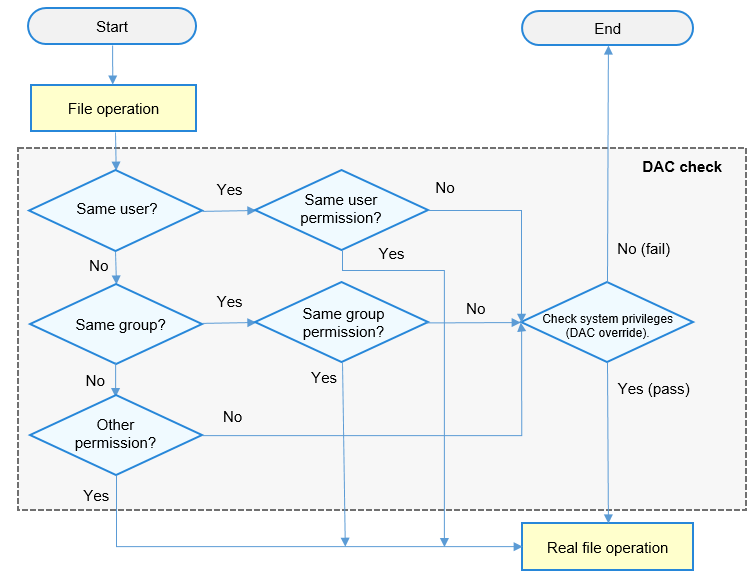 Start
End
File operation
DAC check
Same user?
Yes
Same user
permission?
No
Yes
No
No (fail)
Same group?
Yes
Same group
permission?
No
Check system privileges
(DAC override).
Yes
No
Yes (pass)
Other
permission?
No
Yes
Real file operation